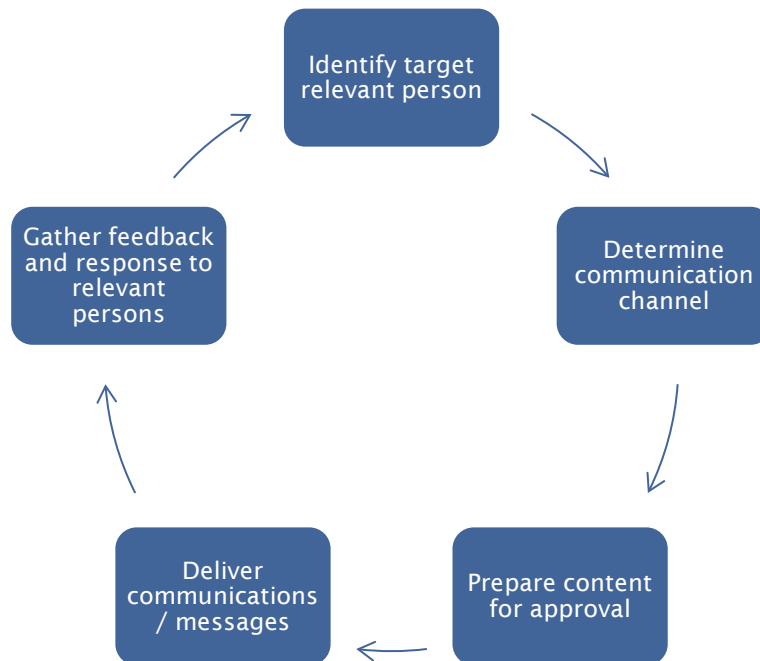 Identify target
relevant person
Determine
communication
channel
Prepare content
for approval
Deliver
communications
/ messages
Gather feedback
and response to
relevant
persons